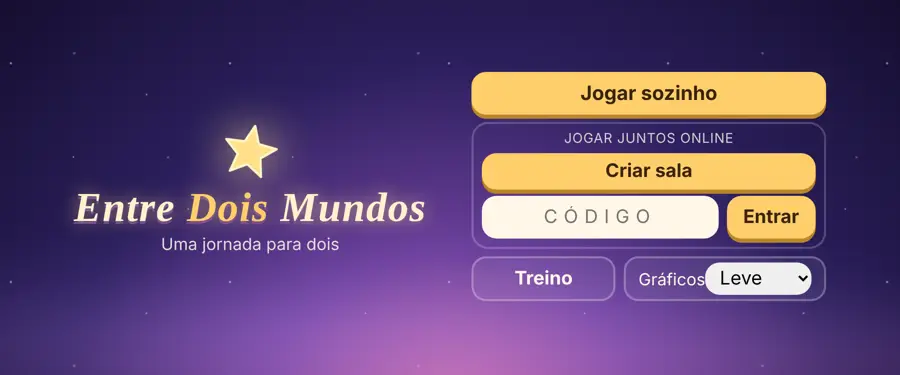 Entre Dois Mundos
Uma jornada para dois
Jogar sozinho
JOGAR JUNTOS ONLINE
Criar sala
CÓDIGO
Entrar
Treino
Gráficos Leve